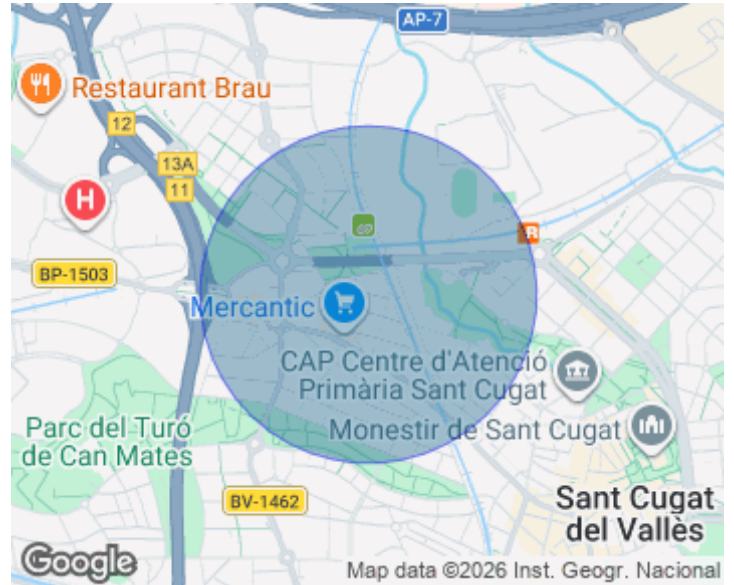 AP-7
Restaurant Brau
12
13A
11
H
R
BP-1503
Mercantic
CAP Centre d'Atenció
Primària Sant Cugat
Parc del Turó
de Can Mates
Monestir de Sant Cugat
BV-1462
Sant Cugat
del Vallès
Google
Map data ©2026 Inst. Geogr. Nacional